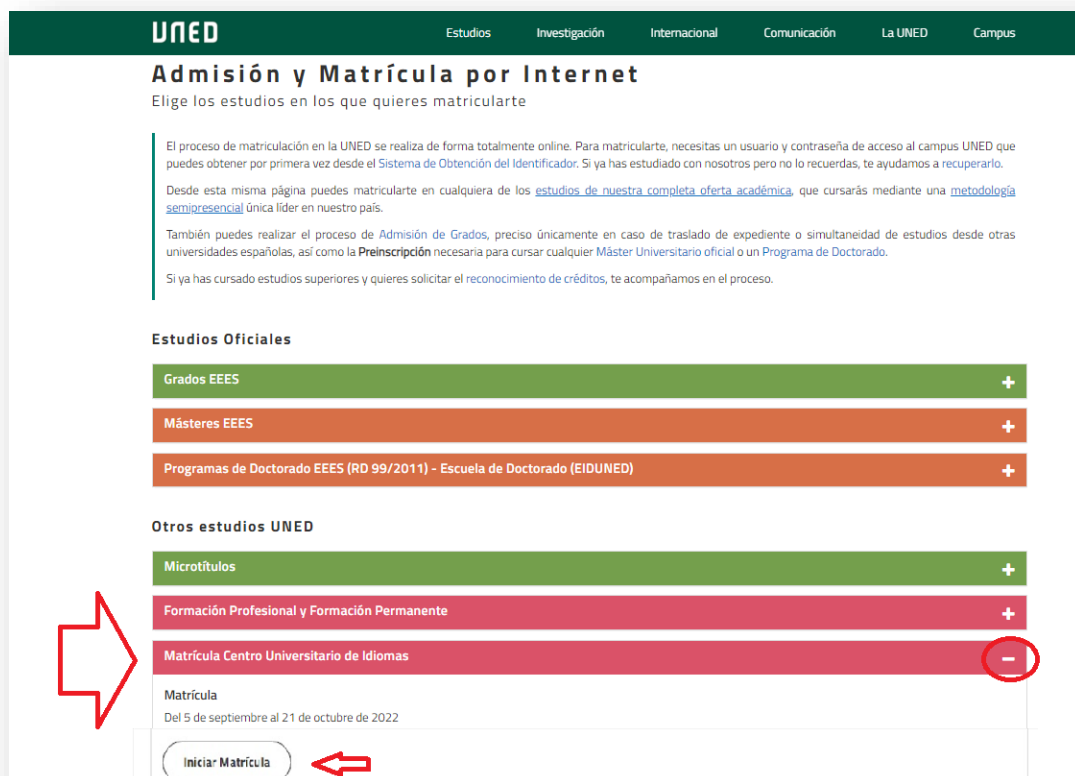 UNED
Estudios Investigación Internacional Comunicación La UNED Campus
Admisión y Matrícula por Internet
Elige los estudios en los que quieres matricularte
El proceso de matriculación en la UNED se realiza de forma totalmente online. Para matricularte, necesitas un usuario y contraseña de acceso al campus UNED que
puedes obtener por primera vez desde el Sistema de Obtención del Identificador. Si ya has estudiado con nosotros pero no lo recuerdas, te ayudamos a recuperarlo.
Desde esta misma página puedes matricularte en cualquiera de los estudios de nuestra completa oferta académica, que cursarás mediante una metodología
semipresencial única líder en nuestro país.
También puedes realizar el proceso de Admisión de Grados, preciso únicamente en caso de traslado de expediente o simultaneidad de estudios desde otras
universidades españolas, así como la Preinscripción necesaria para cursar cualquier Máster Universitario oficial o un Programa de Doctorado.
Si ya has cursado estudios superiores y quieres solicitar el reconocimiento de créditos, te acompañamos en el proceso.
Estudios Oficiales
Grados EEES
Másteres EEES
Programas de Doctorado EEES (RD 99/2011) - Escuela de Doctorado (EIDUNED)
Otros estudios UNED
Microtítulos
Formación Profesional y Formación Permanente
Matrícula Centro Universitario de Idiomas
Matrícula
Del 5 de septiembre al 21 de octubre de 2022
Iniciar Matrícula